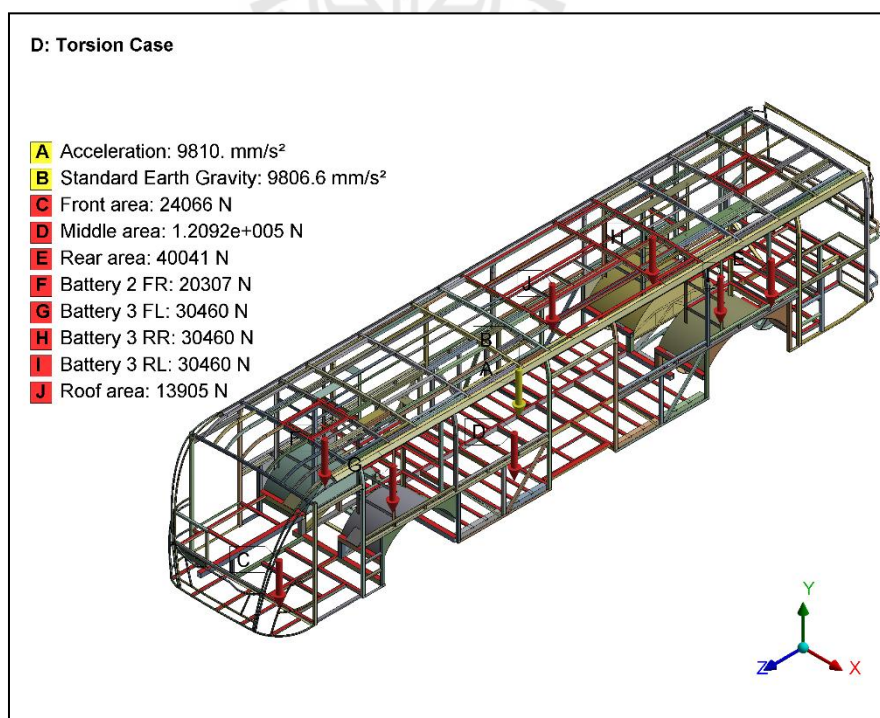 D: Torsion Case
A Acceleration: 9810. mm/s²
B Standard Earth Gravity: 9806.6 mm/s²
C Front area: 24066 N
D Middle area: 1.2092e+005 N
E Rear area: 40041 N
F Battery 2 FR: 20307 N
G Battery 3 FL: 30460 N
H Battery 3 RR: 30460 N
I Battery 3 RL: 30460 N
J Roof area: 13905 N
H
E
J
B
A
D
G
C
Y
Z
X